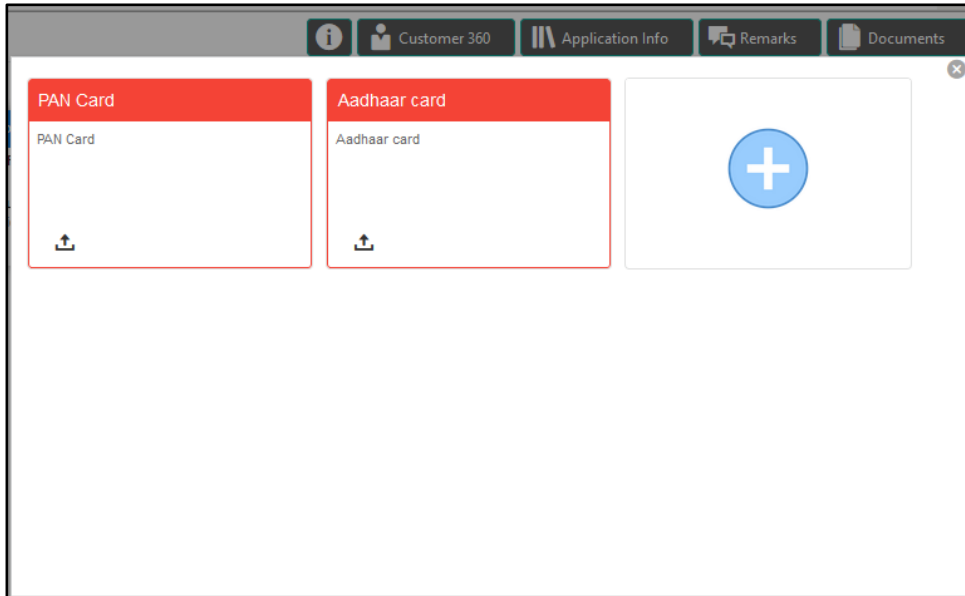 Customer 360
Application Info
Remarks
Documents
PAN Card
Aadhaar card
PAN Card
Aadhaar card